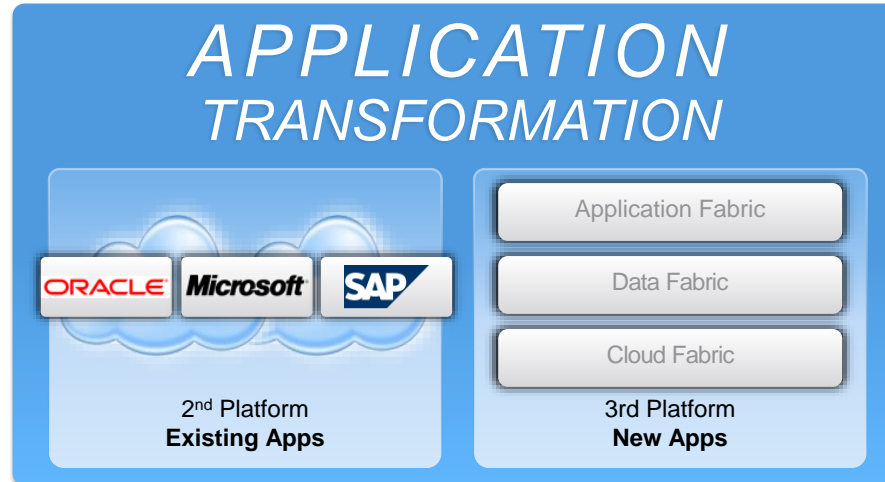 APPLICATION
TRANSFORMATION
ORACLE Microsoft SAP
2nd Platform
Existing Apps
Application Fabric
Data Fabric
Cloud Fabric
3rd Platform
New Apps